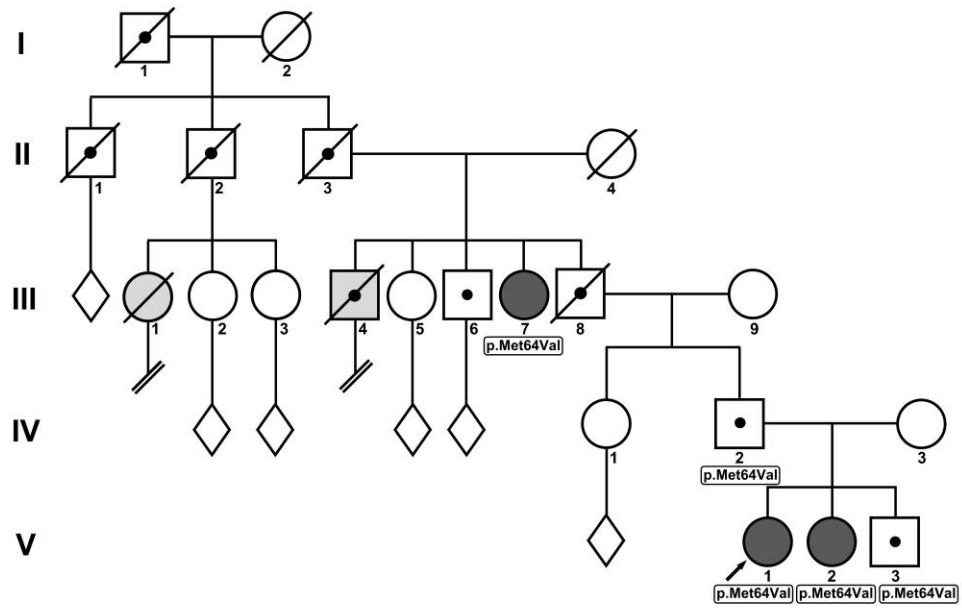 I
1 2
II
1 2 3 4
III
1 2 3 4 5 6 7 8 9
p.Met64Val
IV
1 2 3
p.Met64Val
V
1 2 3
p.Met64Val p.Met64Val p.Met64Val